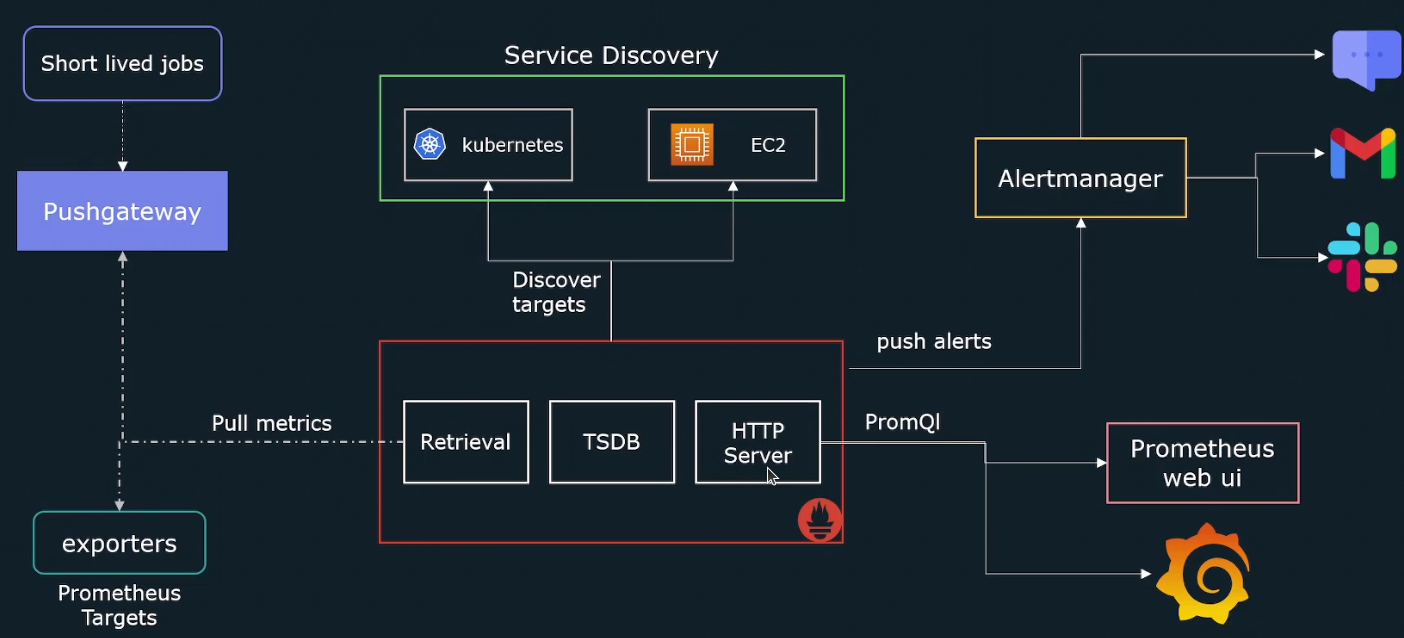 Short lived jobs
Pushgateway
Service Discovery
kubernetes
EC2
Discover
targets
Alertmanager
push alerts
Pull metrics
Retrieval
TSDB
HTTP
Server
PromQl
Prometheus
web ui
exporters
Prometheus
Targets